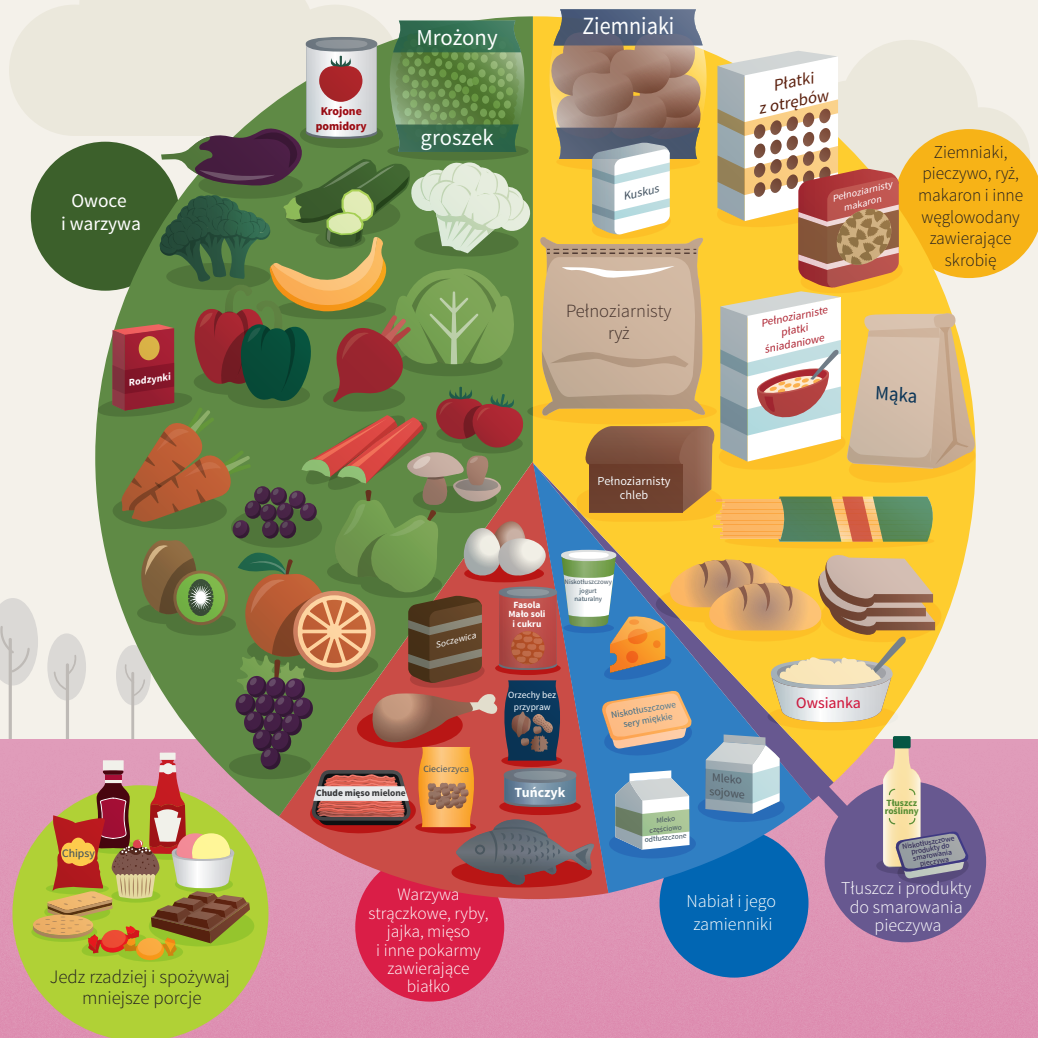 Mrożony
groszek
Krojone
pomidory
Owoce
i warzywa
Rodzynki
Ziemniaki
Płatki
z otrębów
Kuskus
Pełnoziarnisty
makaron
Ziemniaki,
pieczywo, ryż,
makaron i inne
węglowodany
zawierające
skrobię
Pełnoziarnisty
ryż
Pełnoziarniste
płatki
śniadaniowe
Mąka
Pełnoziarnisty
chleb
Owsianka
Fasola
Mało soli
i cukru
Soczewica
Orzechy bez
przypraw
Ciecierzyca
Chude mięso mielone
Tuńczyk
Niskotłuszczowy
jogurt
naturalny
Niskotłuszczowe
sery miękkie
Mleko
sojowe
Mleko
częściowo
odtłuszczone
Tłuszcz
roślinny
Niskotłuszczowe
produkty do
smarowania
pieczywa
Tłuszcz i produkty
do smarowania
pieczywa
Nabiał i jego
zamienniki
Warzywa
strączkowe, ryby,
jajka, mięso
i inne pokarmy
zawierające
białko
Chipsy
Jedz rzadziej i spożywaj
mniejsze porcje